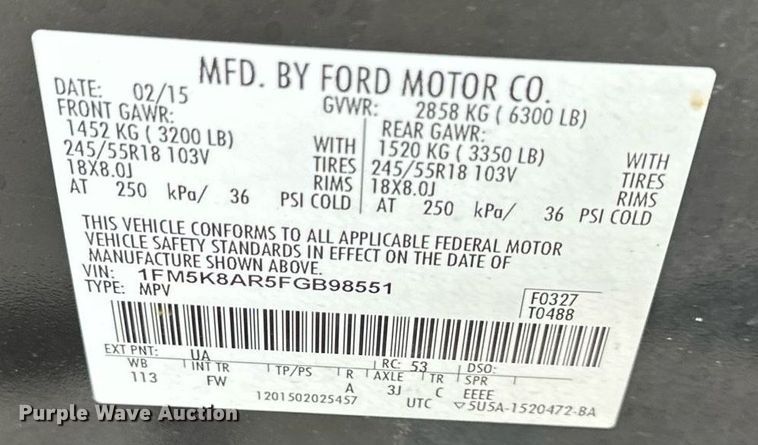 MFD. BY FORD MOTOR CO.
DATE: 02/15 GVWR: 2858 KG ( 6300 LB)
FRONT GAWR: REAR GAWR:
1452 KG ( 3200 LB) WITH 1520 KG ( 3350 LB) WITH
245/55R18 103V TIRES 245/55R18 103V TIRES
18X8.0J RIMS 18X8.0J RIMS
AT 250 kPa/ 36 PSI COLD AT 250 kPa/ 36 PSI COLD
THIS VEHICLE CONFORMS TO ALL APPLICABLE FEDERAL MOTOR
VEHICLE SAFETY STANDARDS IN EFFECT ON THE DATE OF
MANUFACTURE SHOWN ABOVE.
VIN: 1FM5K8AR5FGB98551
TYPE: MPV
F0327
T0488
EXT PNT: UA RC: 53 DSO:
WB INT TR TP/PS R AXLE TR SPR
113 FW A 3J C EEEE
1201502025457 UTC ▽5U5A-1520472-BA
Purple Wave Auction